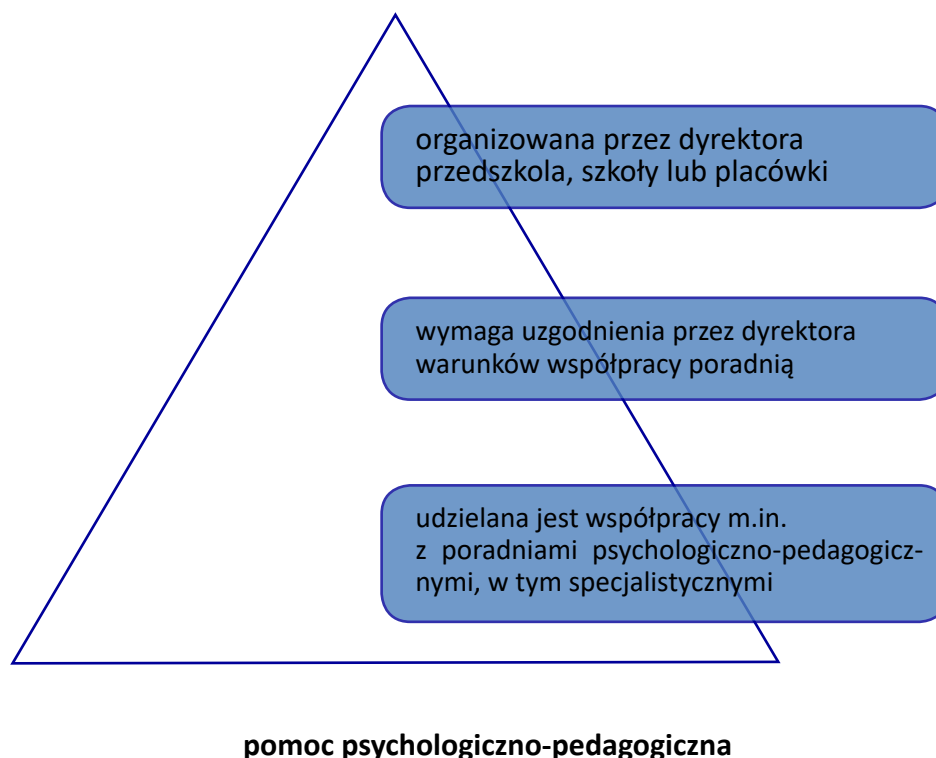 organizowana przez dyrektora
przedszkola, szkoły lub placówki
wymaga uzgodnienia przez dyrektora
warunków współpracy poradnią
udzielana jest współpracy m.in.
z poradniami psychologiczno-pedagogicz-
nymi, w tym specjalistycznymi
pomoc psychologiczno-pedagogiczna